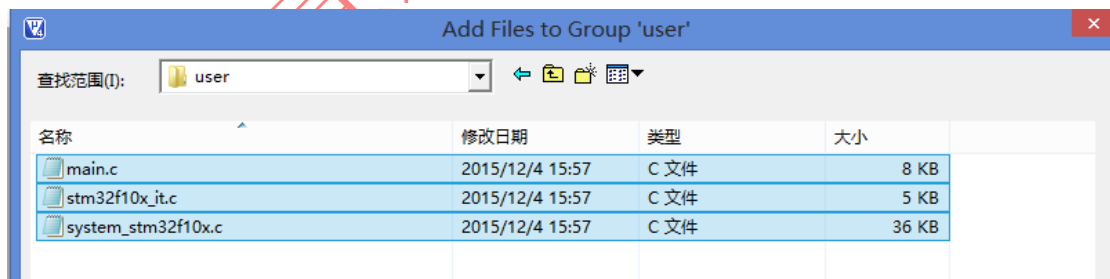 Add Files to Group 'user'
查找范围(I): user
名称 修改日期 类型 大小
main.c 2015/12/4 15:57 C 文件 8 KB
stm32f10x_it.c 2015/12/4 15:57 C 文件 5 KB
system_stm32f10x.c 2015/12/4 15:57 C 文件 36 KB